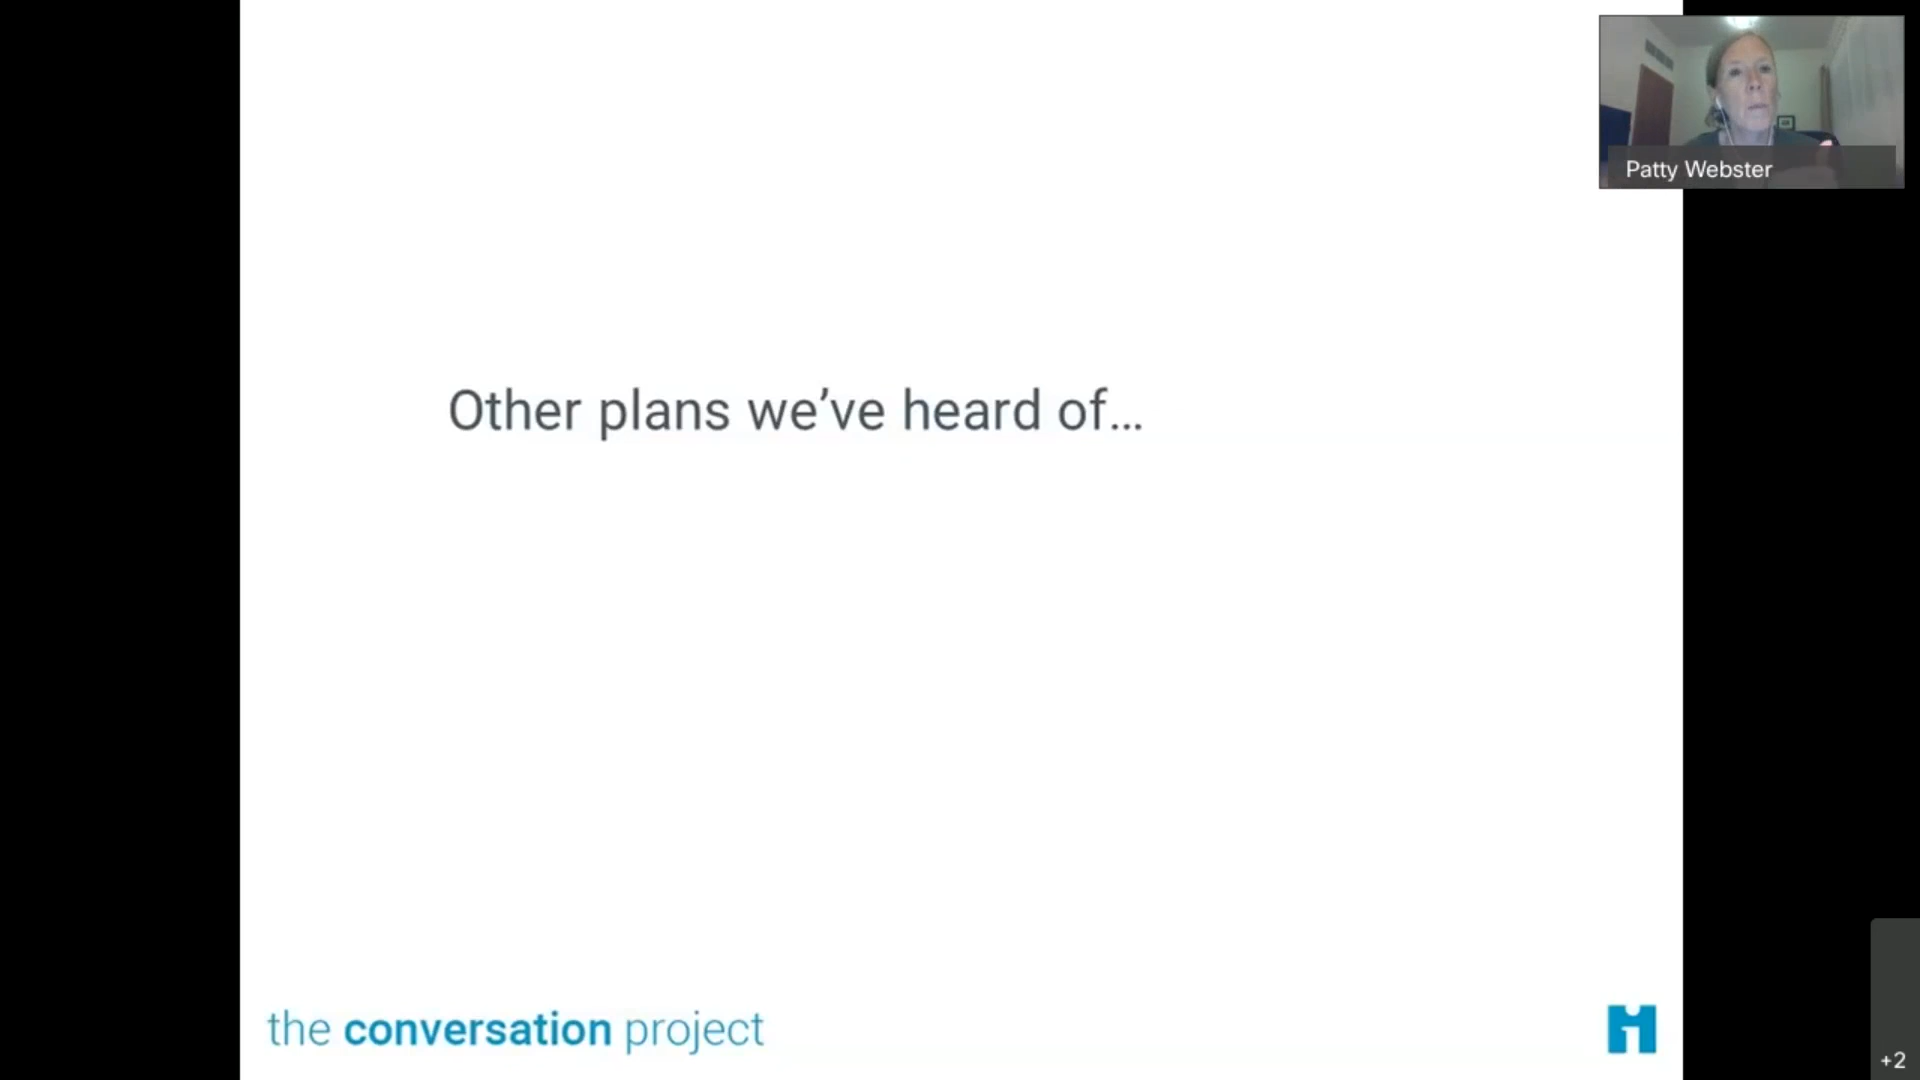 Patty Webster
Other plans we’ve heard of...
the conversation project
+2